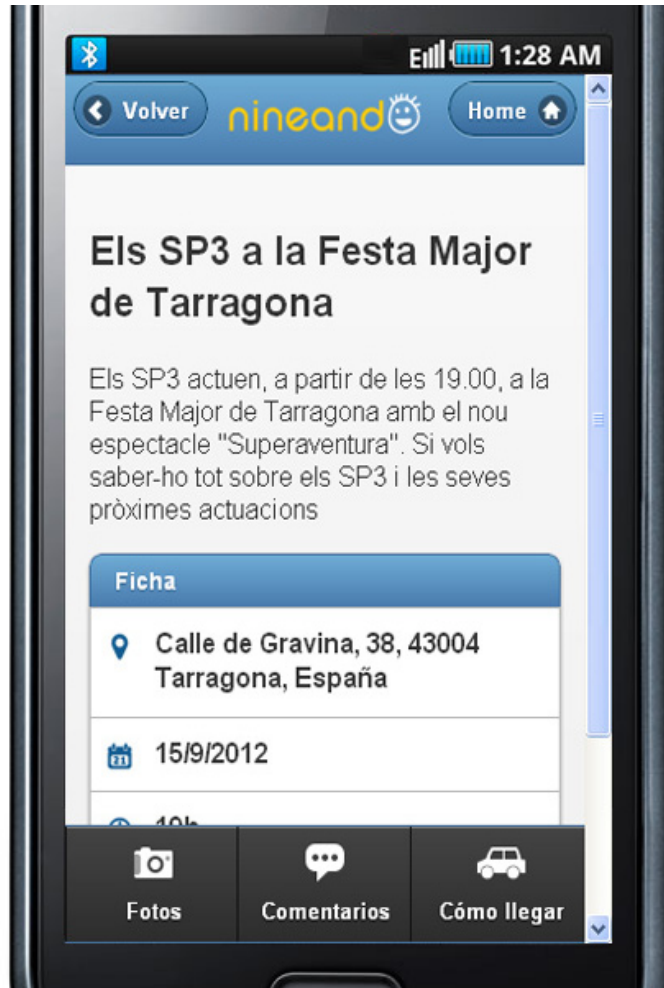 1:28 AM
Volver
nineand
Home
Els SP3 a la Festa Major
de Tarragona
Els SP3 actuen, a partir de les 19.00, a la
Festa Major de Tarragona amb el nou
espectacle "Superaventura". Si vols
saber-ho tot sobre els SP3 i les seves
pròximes actuacions
Ficha
Calle de Gravina, 38, 43004
Tarragona, España
21
15/9/2012
19h
Fotos
Comentarios
Cómo llegar